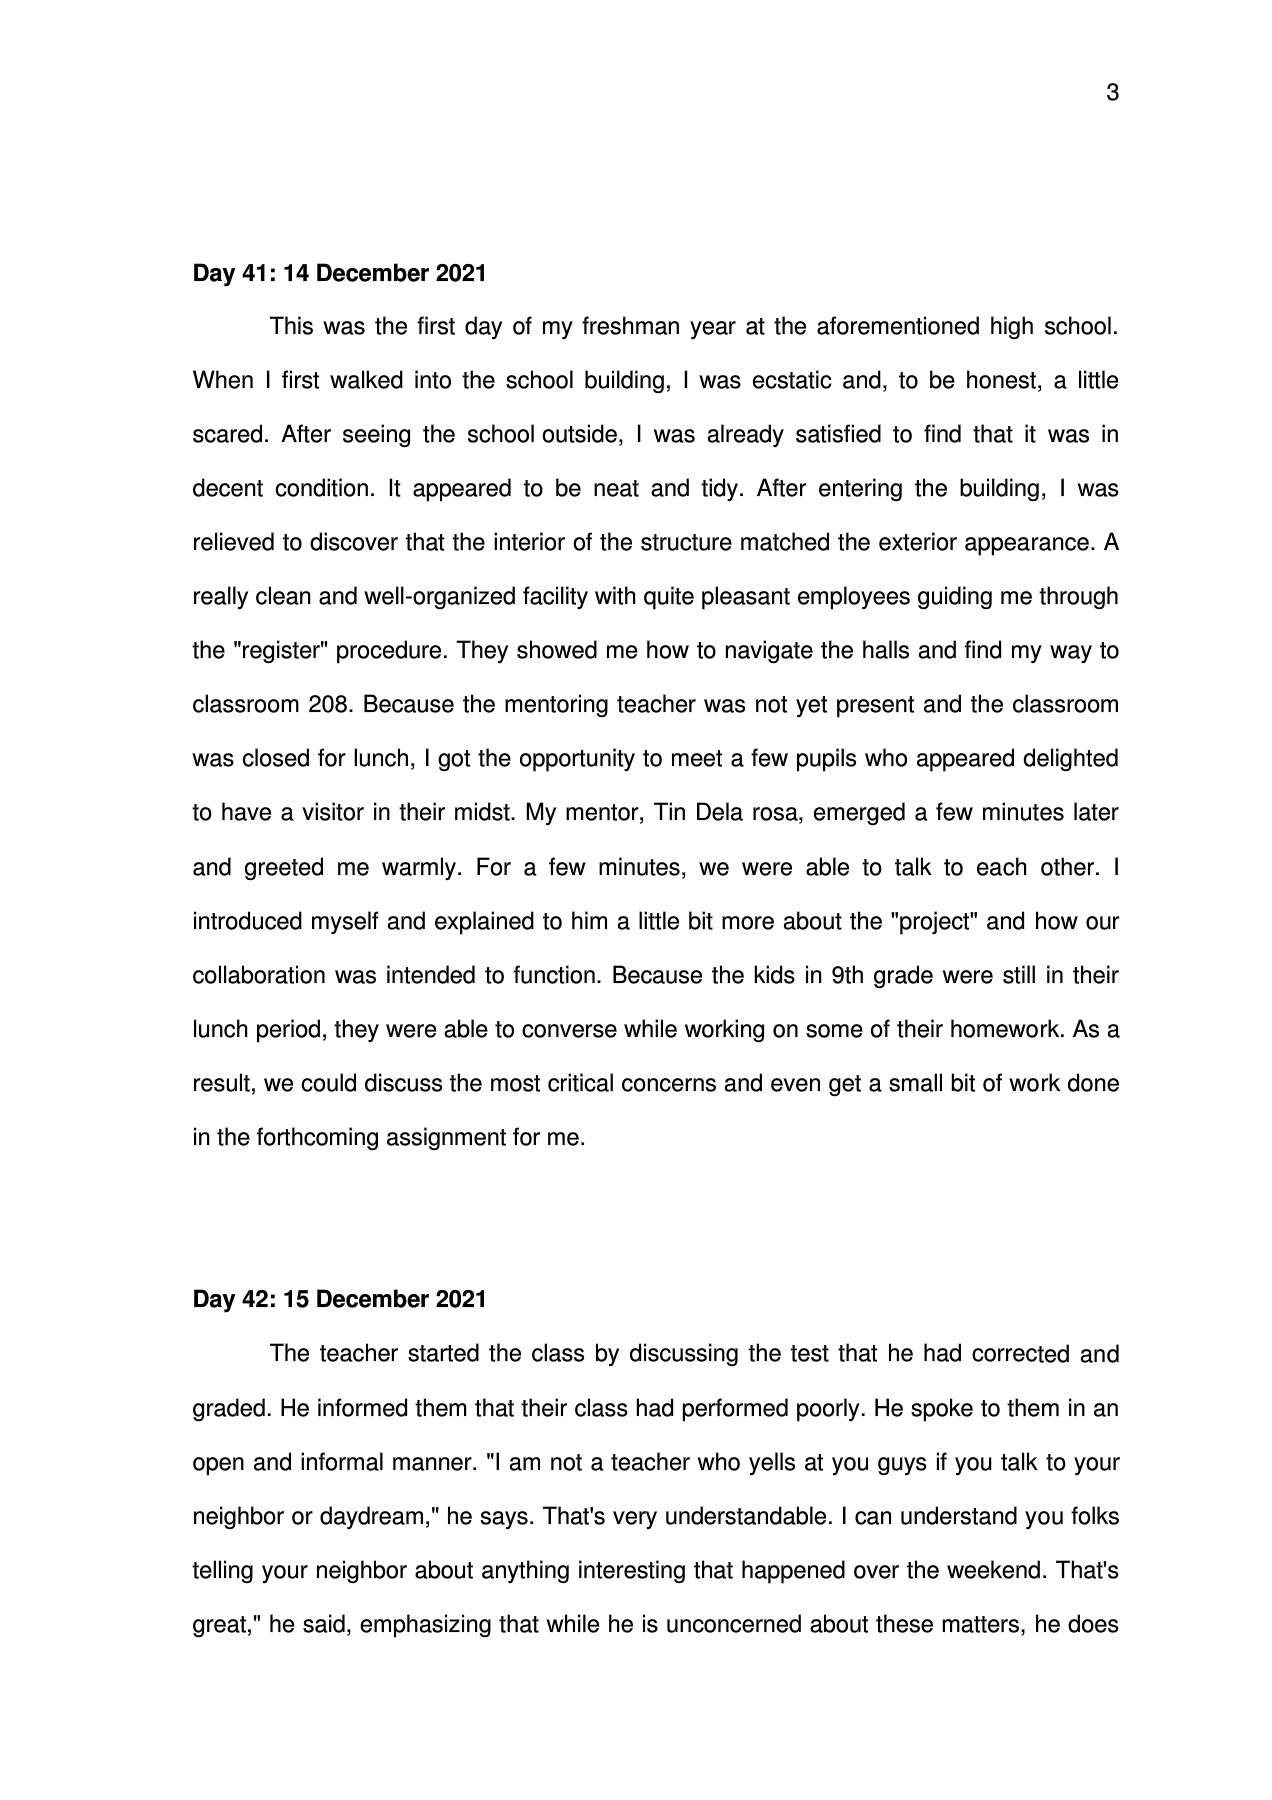 3
Day 41: 14 December 2021
This was the first day of my freshman year at the aforementioned high school.
When I first walked into the school building, I was ecstatic and, to be honest, a little
scared. After seeing the school outside, I was already satisfied to find that it was in
decent condition. It appeared to be neat and tidy. After entering the building, I was
relieved to discover that the interior of the structure matched the exterior appearance. A
really clean and well-organized facility with quite pleasant employees guiding me through
the "register" procedure. They showed me how to navigate the halls and find my way to
classroom 208. Because the mentoring teacher was not yet present and the classroom
was closed for lunch, I got the opportunity to meet a few pupils who appeared delighted
to have a visitor in their midst. My mentor, Tin Dela rosa, emerged a few minutes later
and greeted me warmly. For a few minutes, we were able to talk to each other. I
introduced myself and explained to him a little bit more about the "project" and how our
collaboration was intended to function. Because the kids in 9th grade were still in their
lunch period, they were able to converse while working on some of their homework. As a
result, we could discuss the most critical concerns and even get a small bit of work done
in the forthcoming assignment for me.
Day 42: 15 December 2021
The teacher started the class by discussing the test that he had corrected and
graded. He informed them that their class had performed poorly. He spoke to them in an
open and informal manner. "I am not a teacher who yells at you guys if you talk to your
neighbor or daydream," he says. That's very understandable. I can understand you folks
telling your neighbor about anything interesting that happened over the weekend. That's
great," he said, emphasizing that while he is unconcerned about these matters, he does